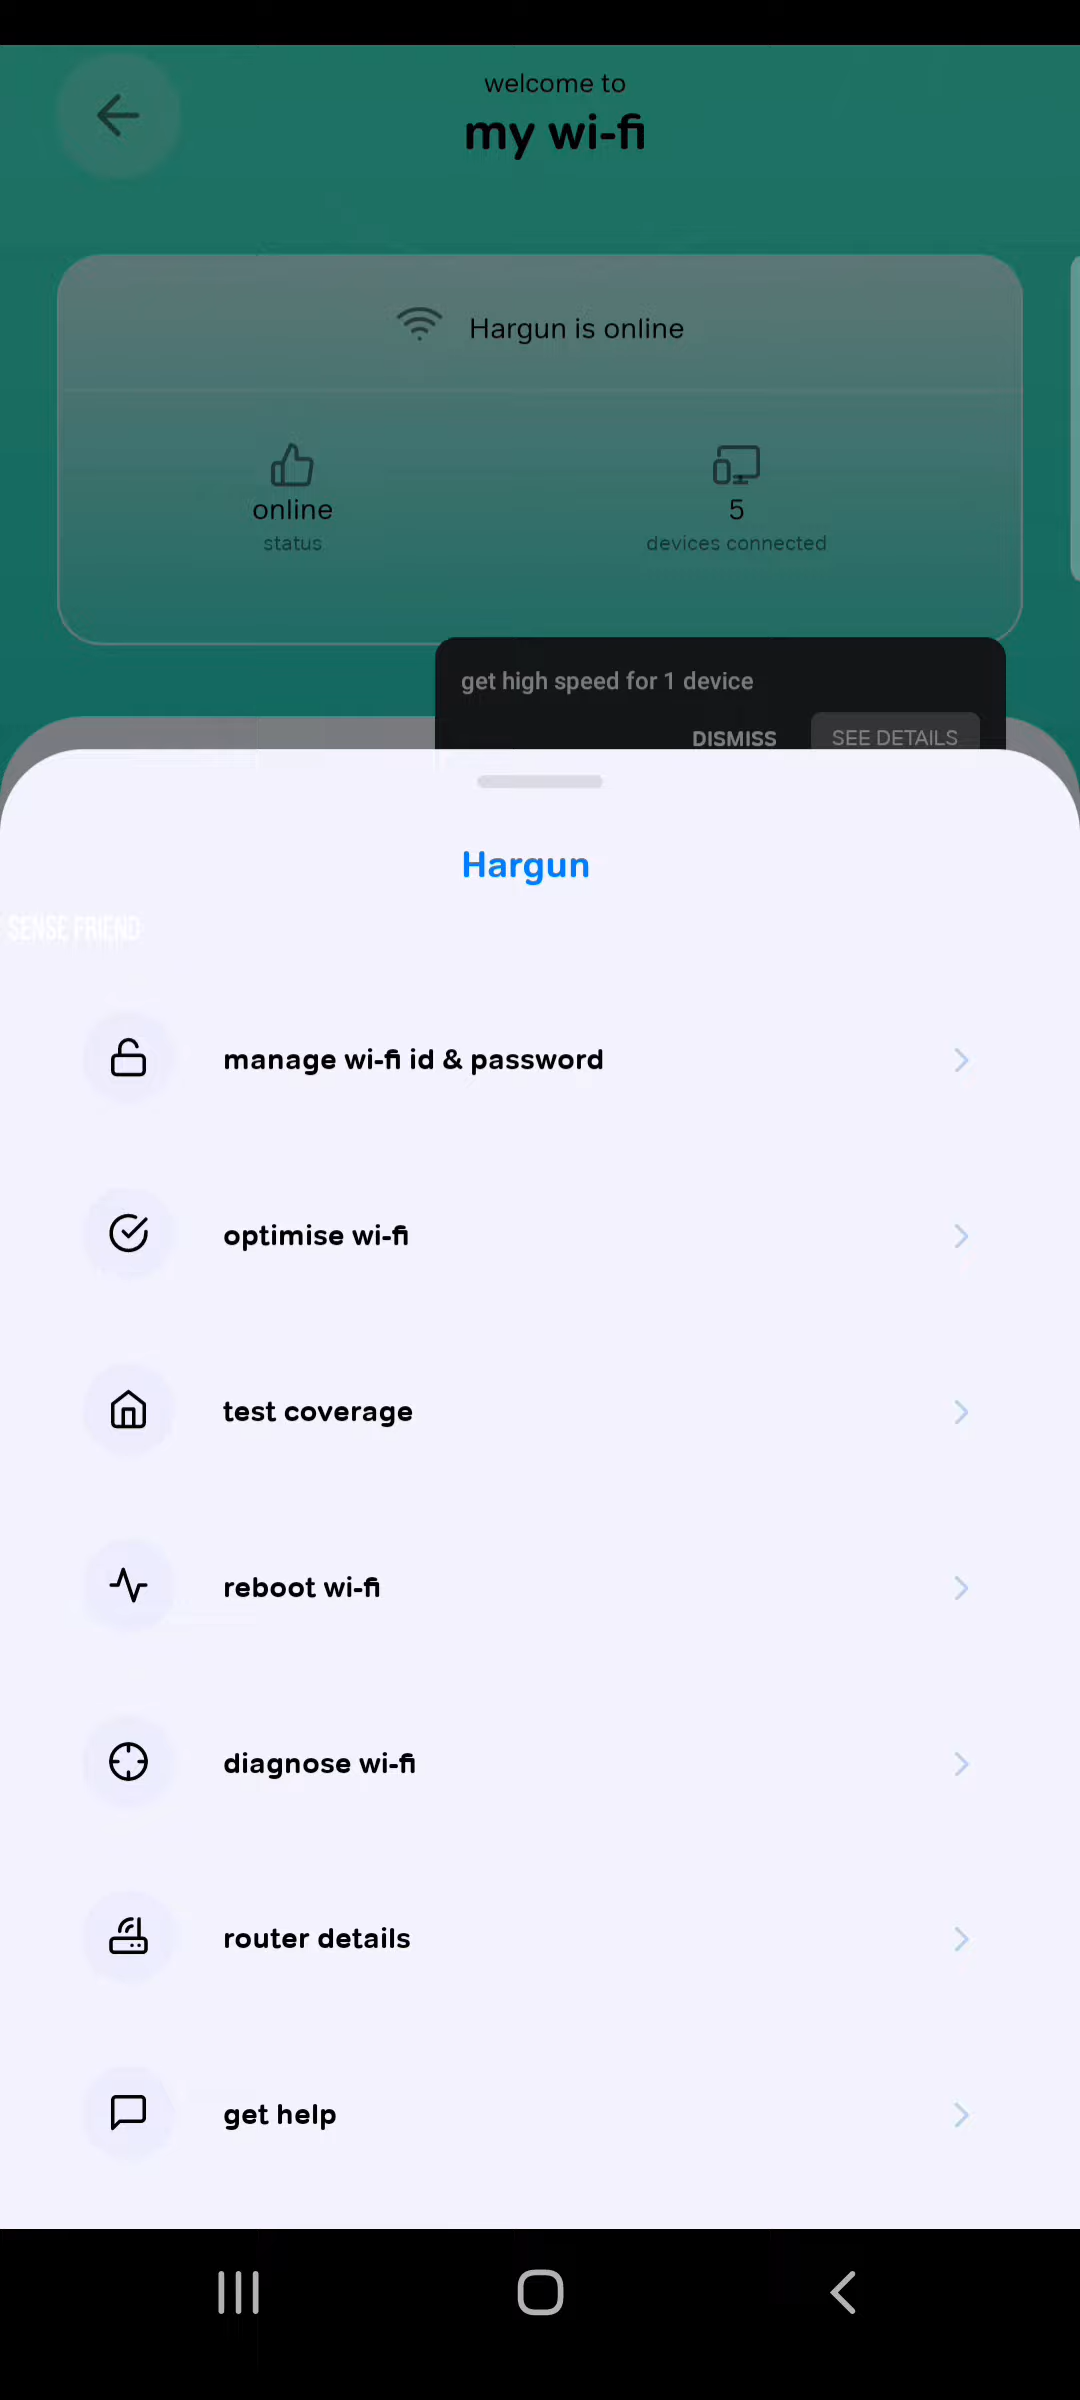 welcome to
my wi-fi
Hargun is online
online
status
5
devices connected
get high speed for 1 device
DISMISS
SEE DETAILS
Hargun
SENSE FRIEND
manage wi-fi id & password
optimise wi-fi
test coverage
reboot wi-fi
diagnose wi-fi
router details
get help